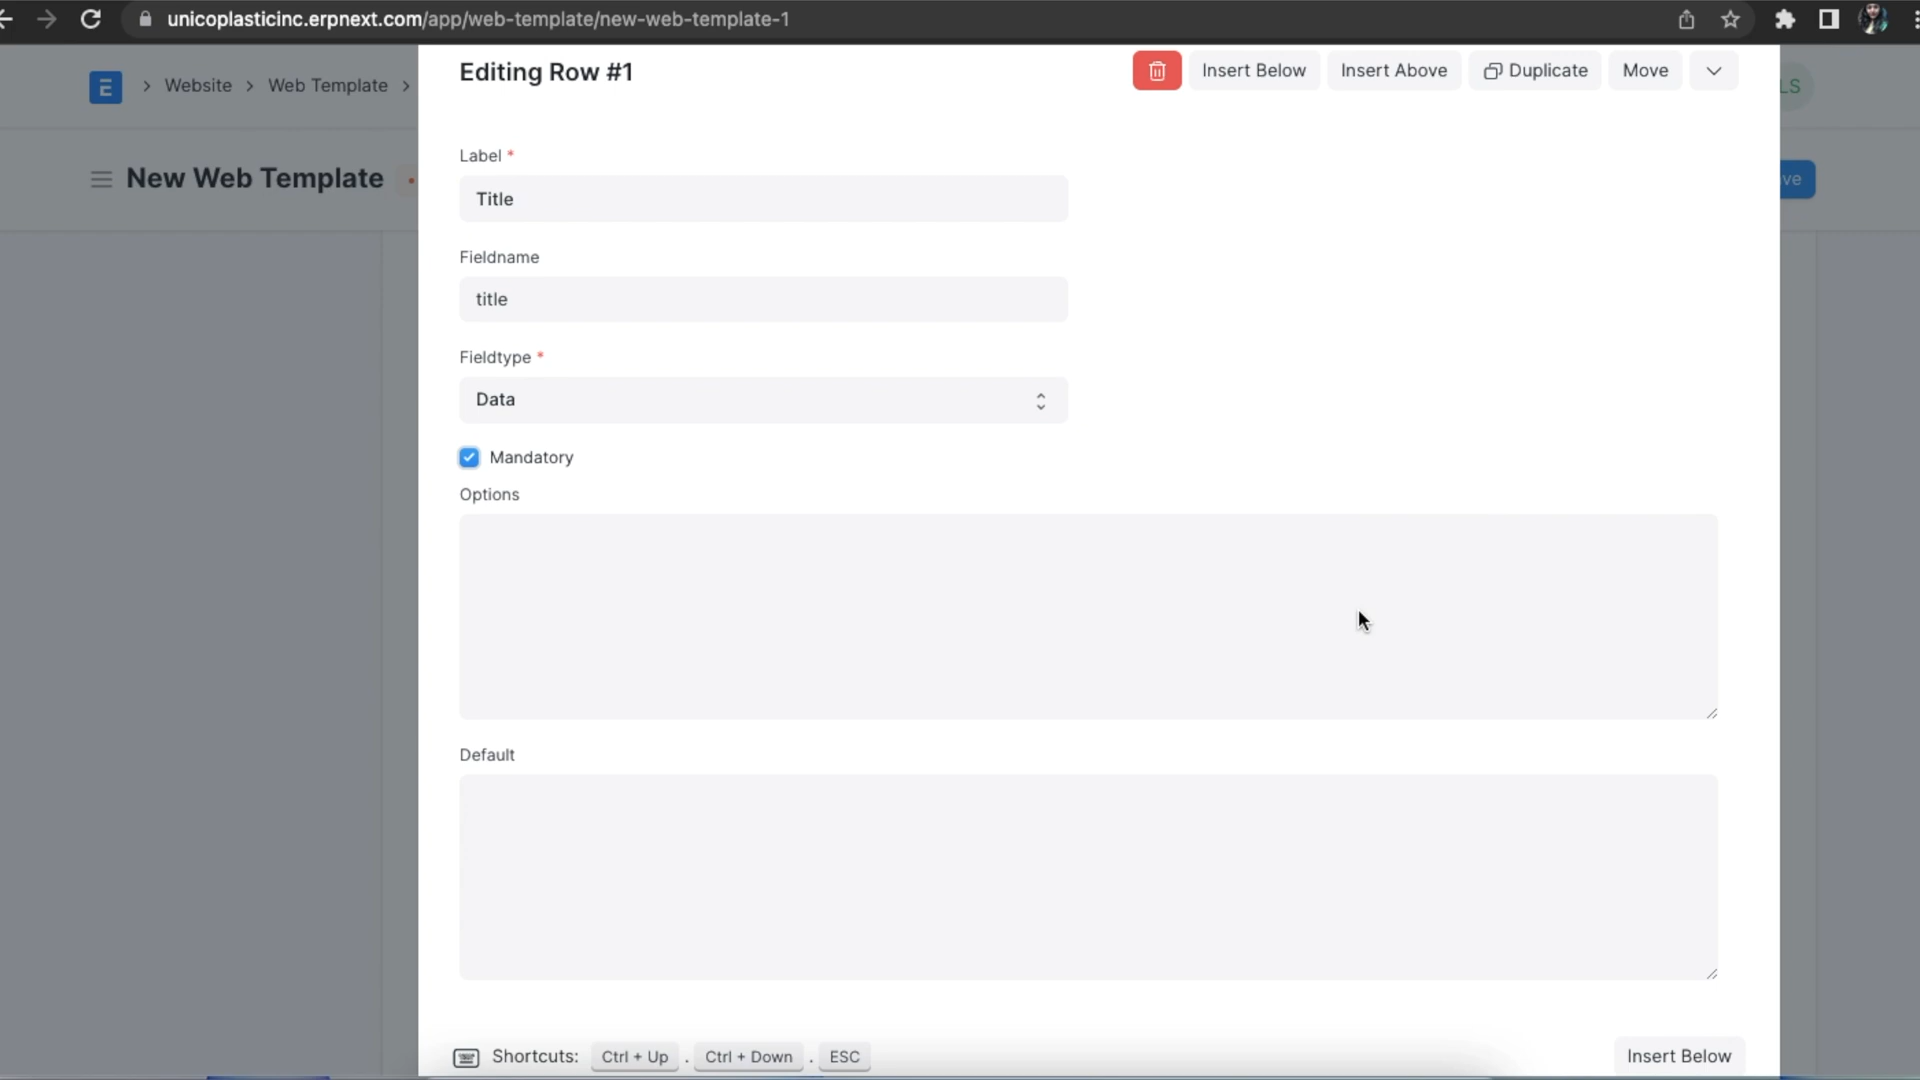 unicoplasticinc.erpnext.com/app/web-template/new-web-template-1
E > Website > Web Template >
Editing Row #1
Insert Below
Insert Above
Duplicate
Move
LS
New Web Template
ve
Label *
Title
Fieldname
title
Fieldtype *
Data
Mandatory
Options
Default
Shortcuts: Ctrl + Up . Ctrl + Down . ESC
Insert Below